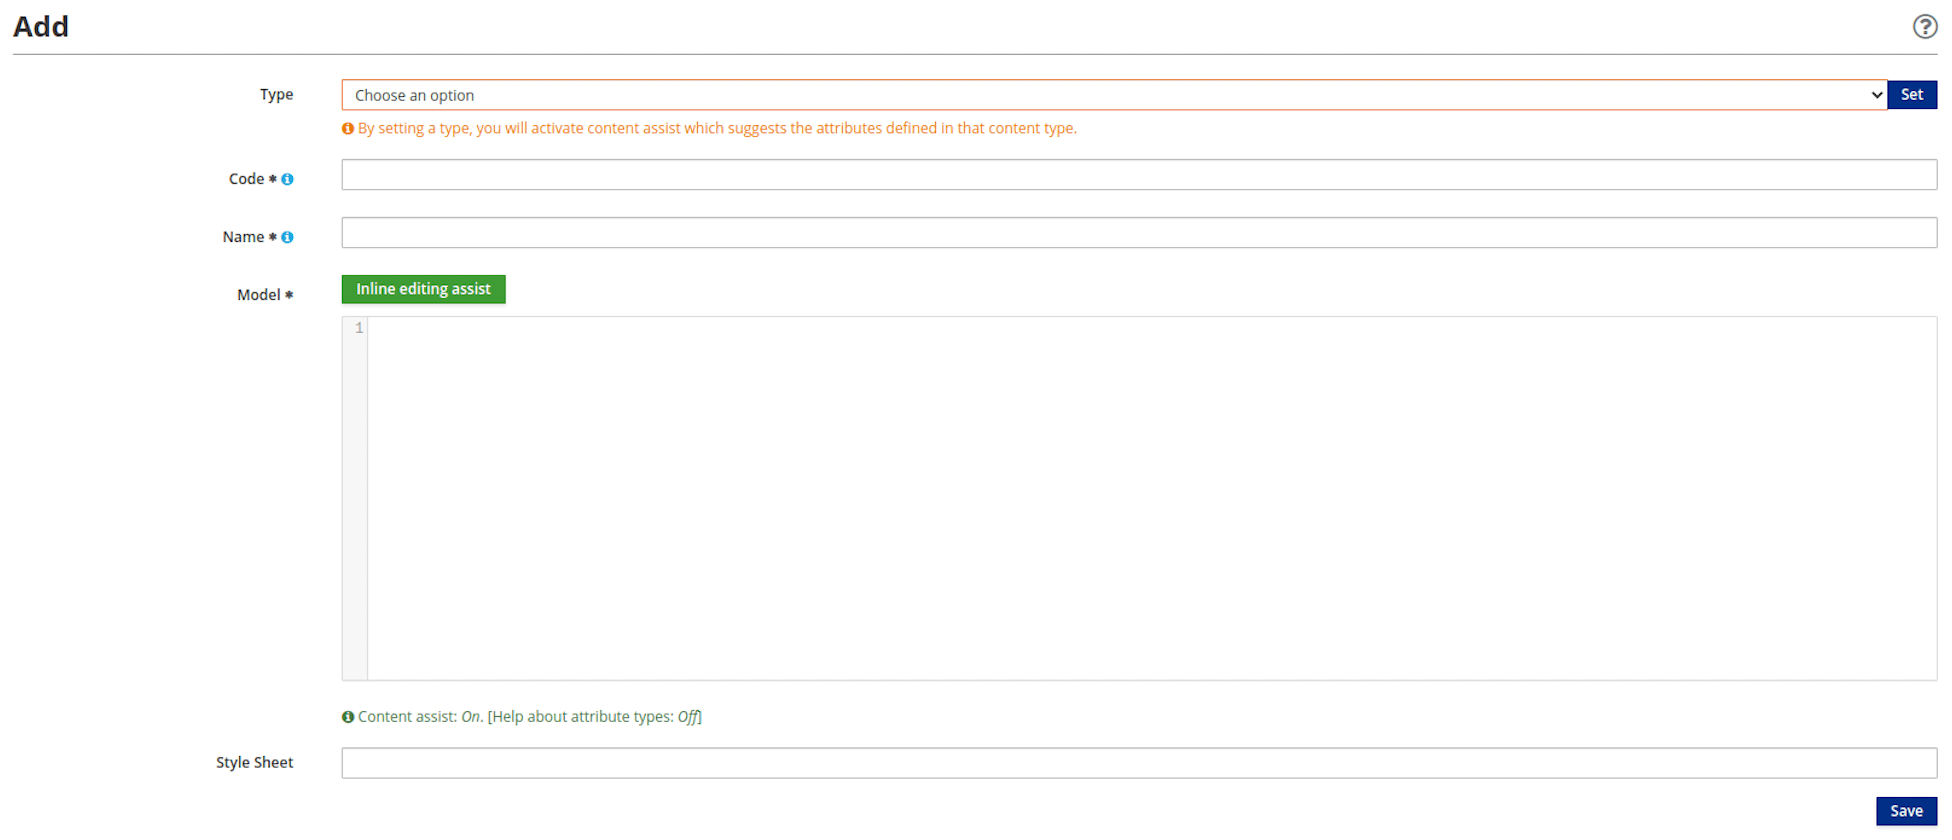 Add
Type
Choose an option
Set
By setting a type, you will activate content assist which suggests the attributes defined in that content type.
Code *
Name *
Model *
Inline editing assist
1
Content assist: On. [Help about attribute types: Off]
Style Sheet
Save